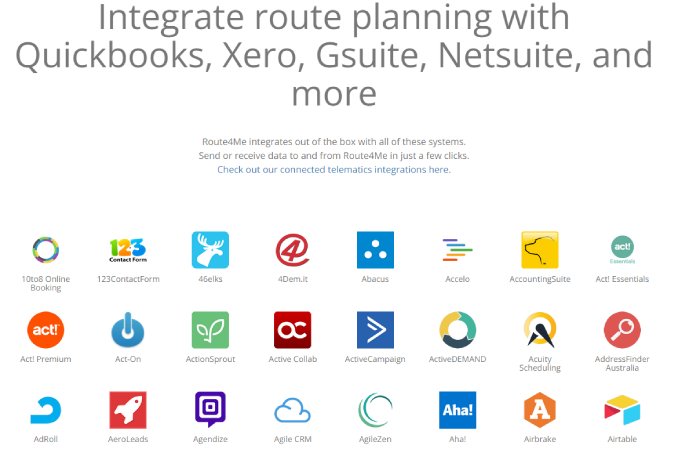 Integrate route planning with
Quickbooks, Xero, Gsuite, Netsuite, and
more
Route4Me integrates out of the box with all of these systems.
Send or receive data to and from Route4Me in just a few clicks.
Check out our connected telematics integrations here.
123
Contact Form
4
act!
Essentials
10to8 Online
Booking
123ContactForm
46elks
4Dem.it
Abacus
Accelo
AccountingSuite
Act! Essentials
act!
OC
Act! Premium
Act-On
ActionSprout
Active Collab
ActiveCampaign
ActiveDEMAND
Acuity
Scheduling
AddressFinder
Australia
Aha!
A
AdRoll
AeroLeads
Agendize
Agile CRM
AgileZen
Aha!
Airbrake
Airtable